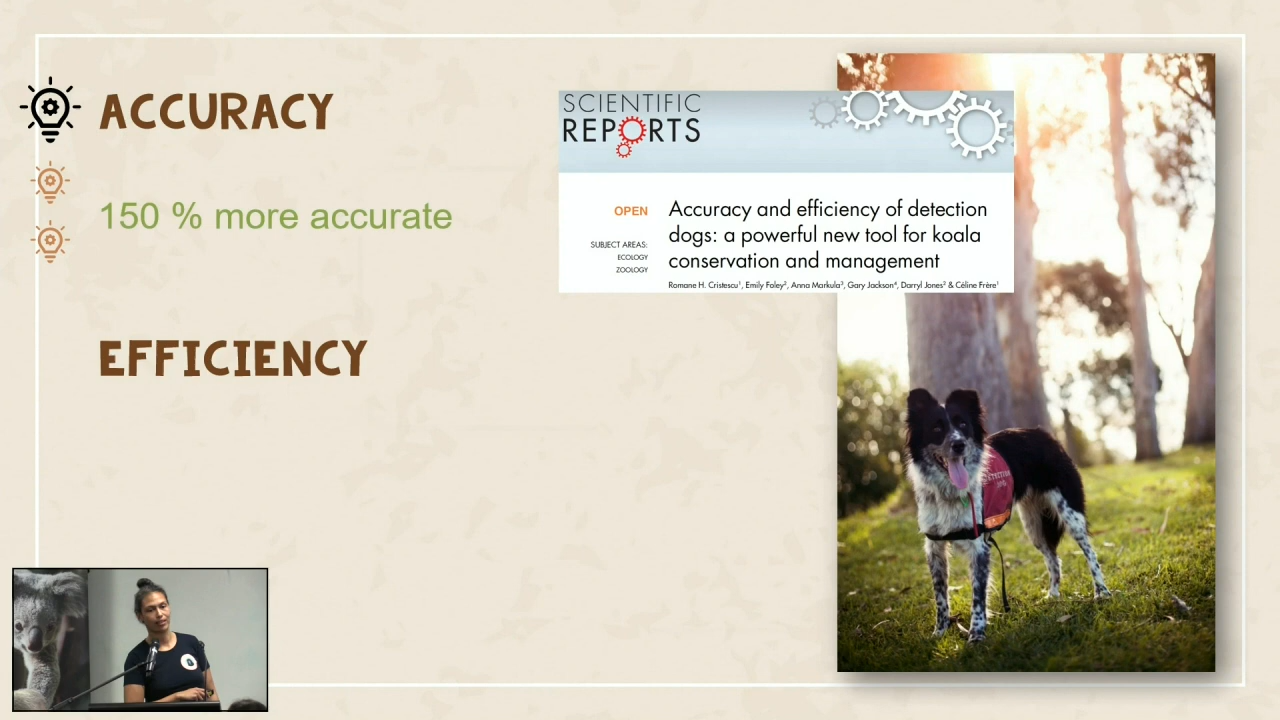 ACCURACY
150 % more accurate
EFFICIENCY
SCIENTIFIC
REPORTS
OPEN
SUBJECT AREAS:
ECOLOGY
ZOOLOGY
Accuracy and efficiency of detection
dogs: a powerful new tool for koala
conservation and management
Romane H. Cristescu¹, Emily Foley², Anna Markula³, Gary Jackson⁴, Darryl Jones² & Céline Frère¹